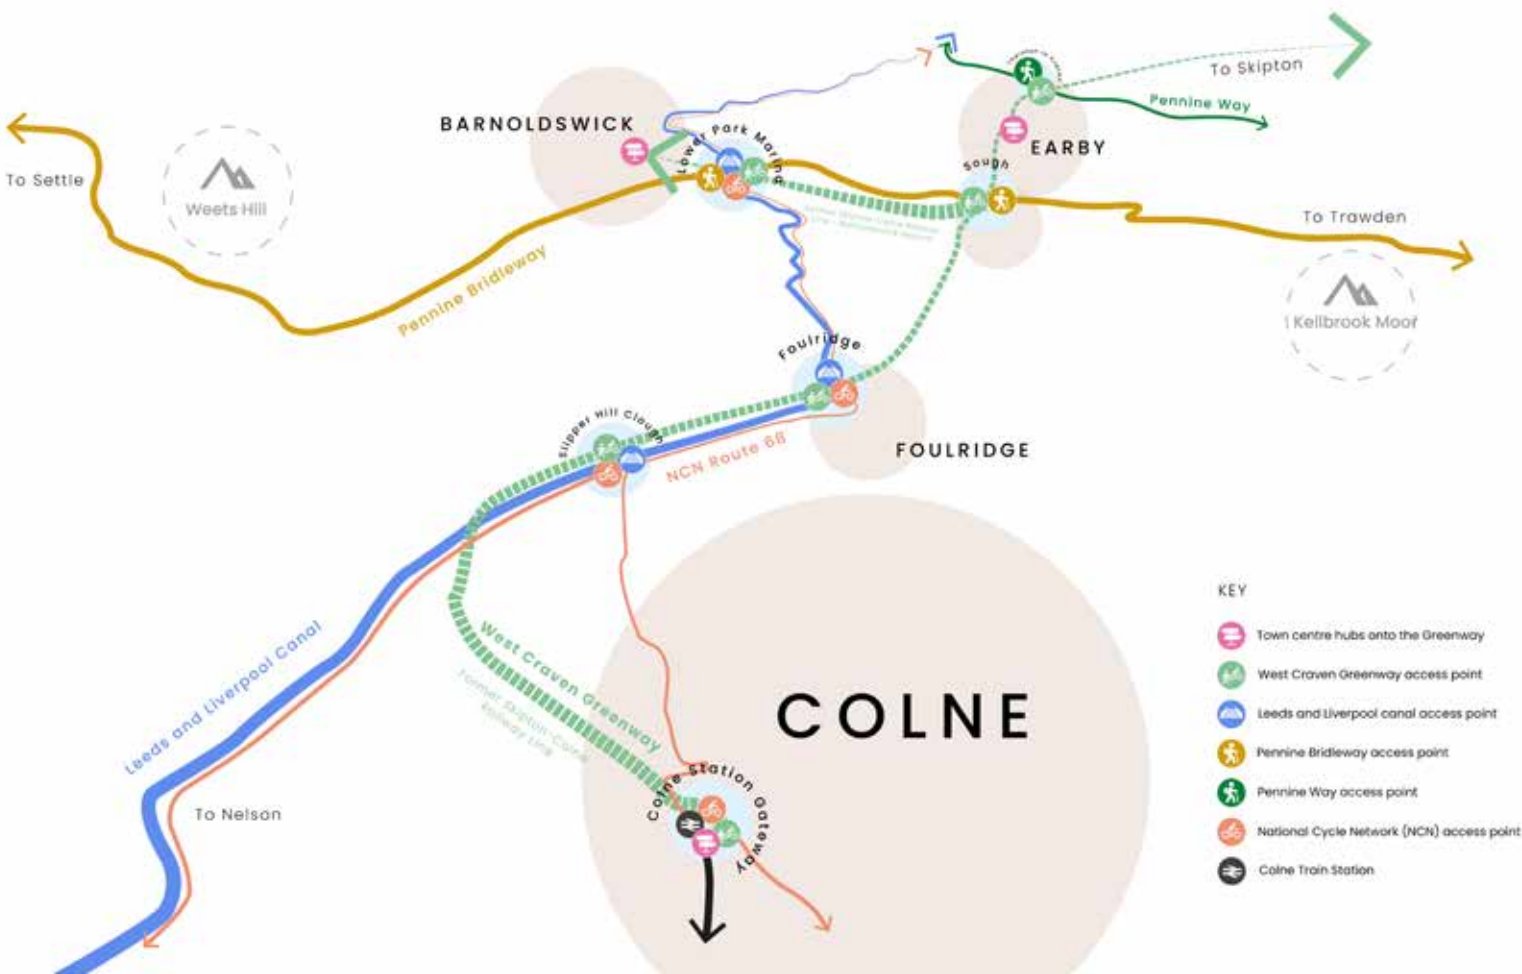 To Skipton
Pennine Way
BARNOLDSWICK
Lower Park Marina
EARBY
Sough
To Settle
Weets Hill
To Trawden
Pennine Bridleway
Kellbrook Moor
Foulridge
Slipper Hill Clough
FOULRIDGE
NCN Route 68
Leeds and Liverpool Canal
West Craven Greenway
Former Skipton-Colne
Railway Line
COLNE
Colne Station Gateway
To Nelson
KEY
Town centre hubs onto the Greenway
West Craven Greenway access point
Leeds and Liverpool canal access point
Pennine Bridleway access point
Pennine Way access point
National Cycle Network (NCN) access point
Colne Train Station